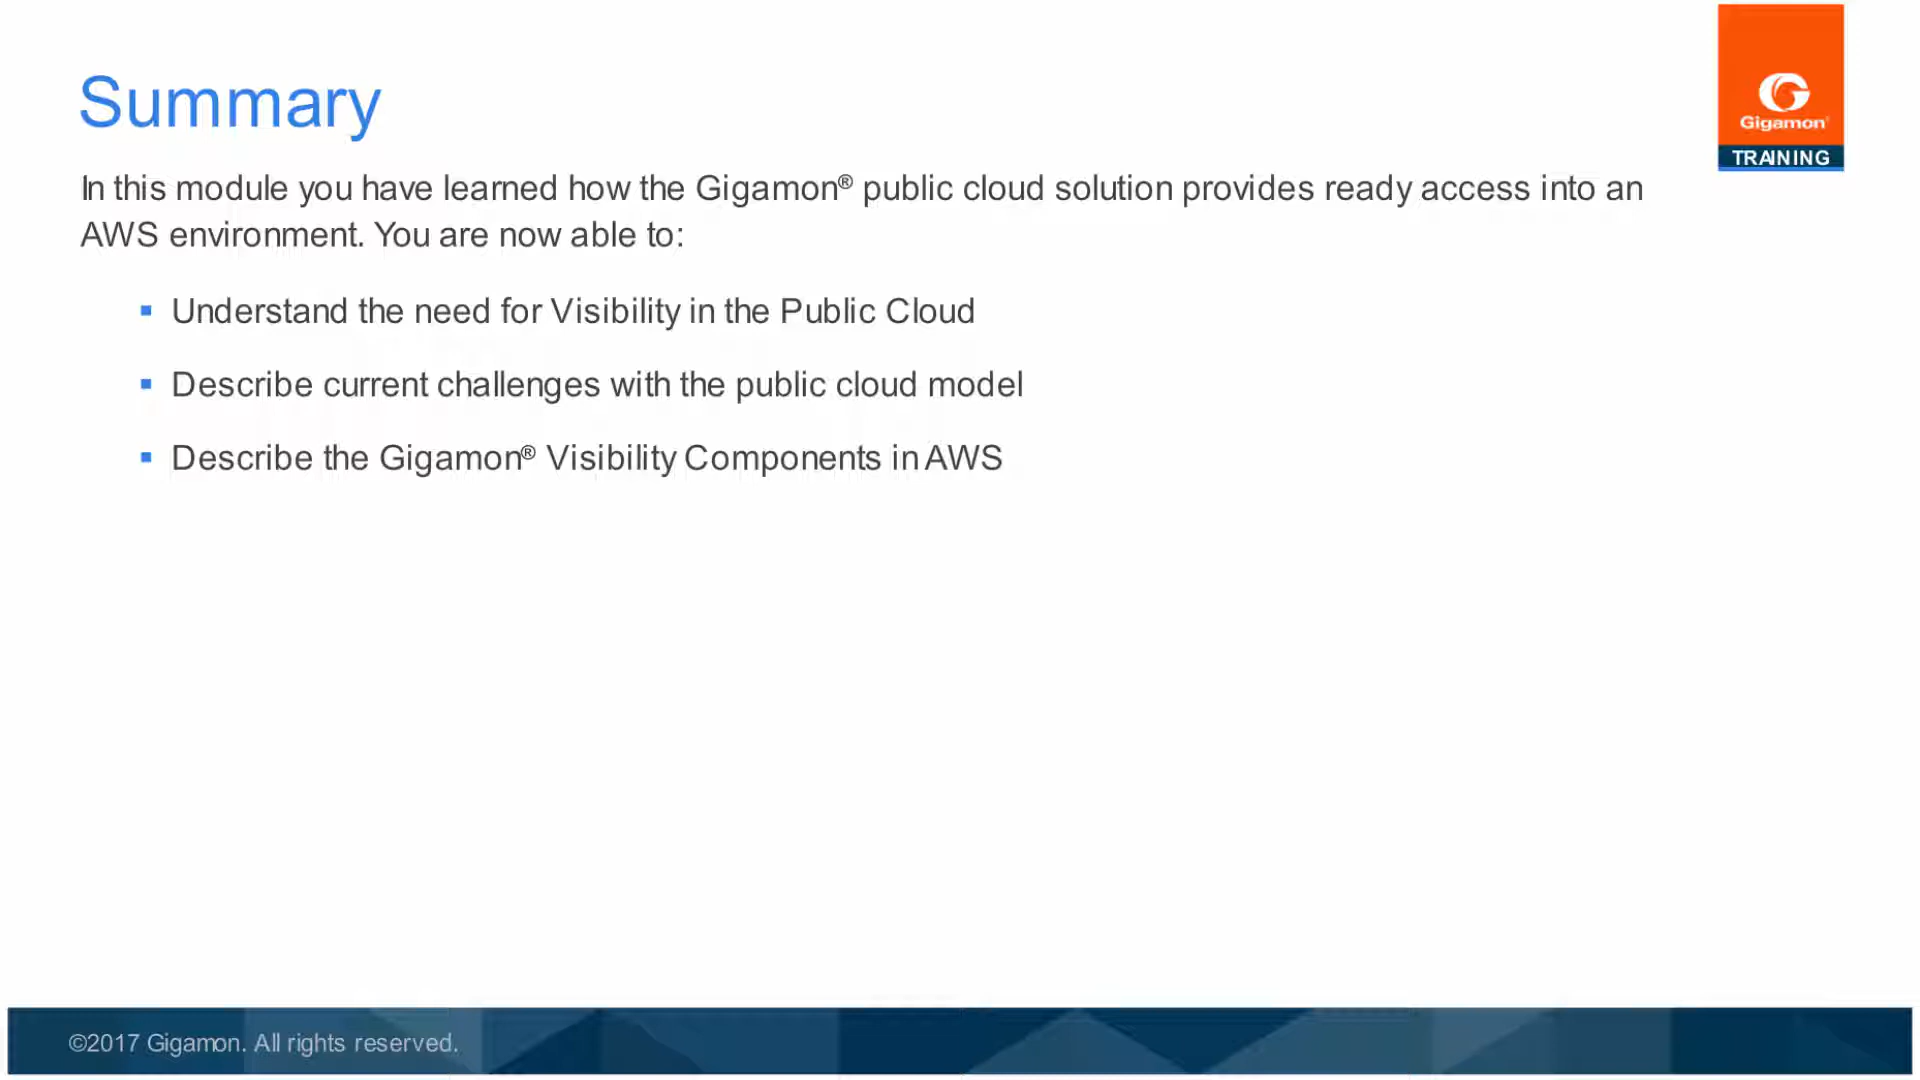 Summary
Gigamon®
TRAINING
In this module you have learned how the Gigamon® public cloud solution provides ready access into an
AWS environment. You are now able to:
▪ Understand the need for Visibility in the Public Cloud
▪ Describe current challenges with the public cloud model
▪ Describe the Gigamon® Visibility Components in AWS
©2017 Gigamon. All rights reserved.